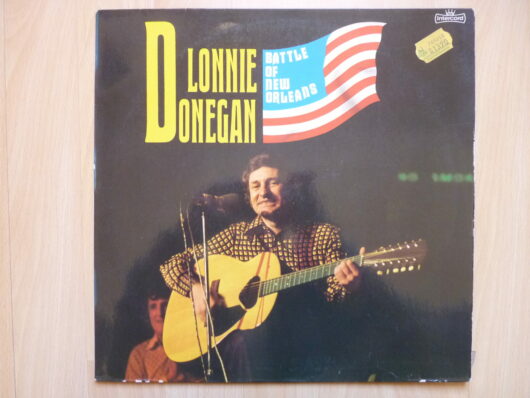 LONNIE
DONEGAN
BATTLE
OF
NEW
ORLEANS
intercord